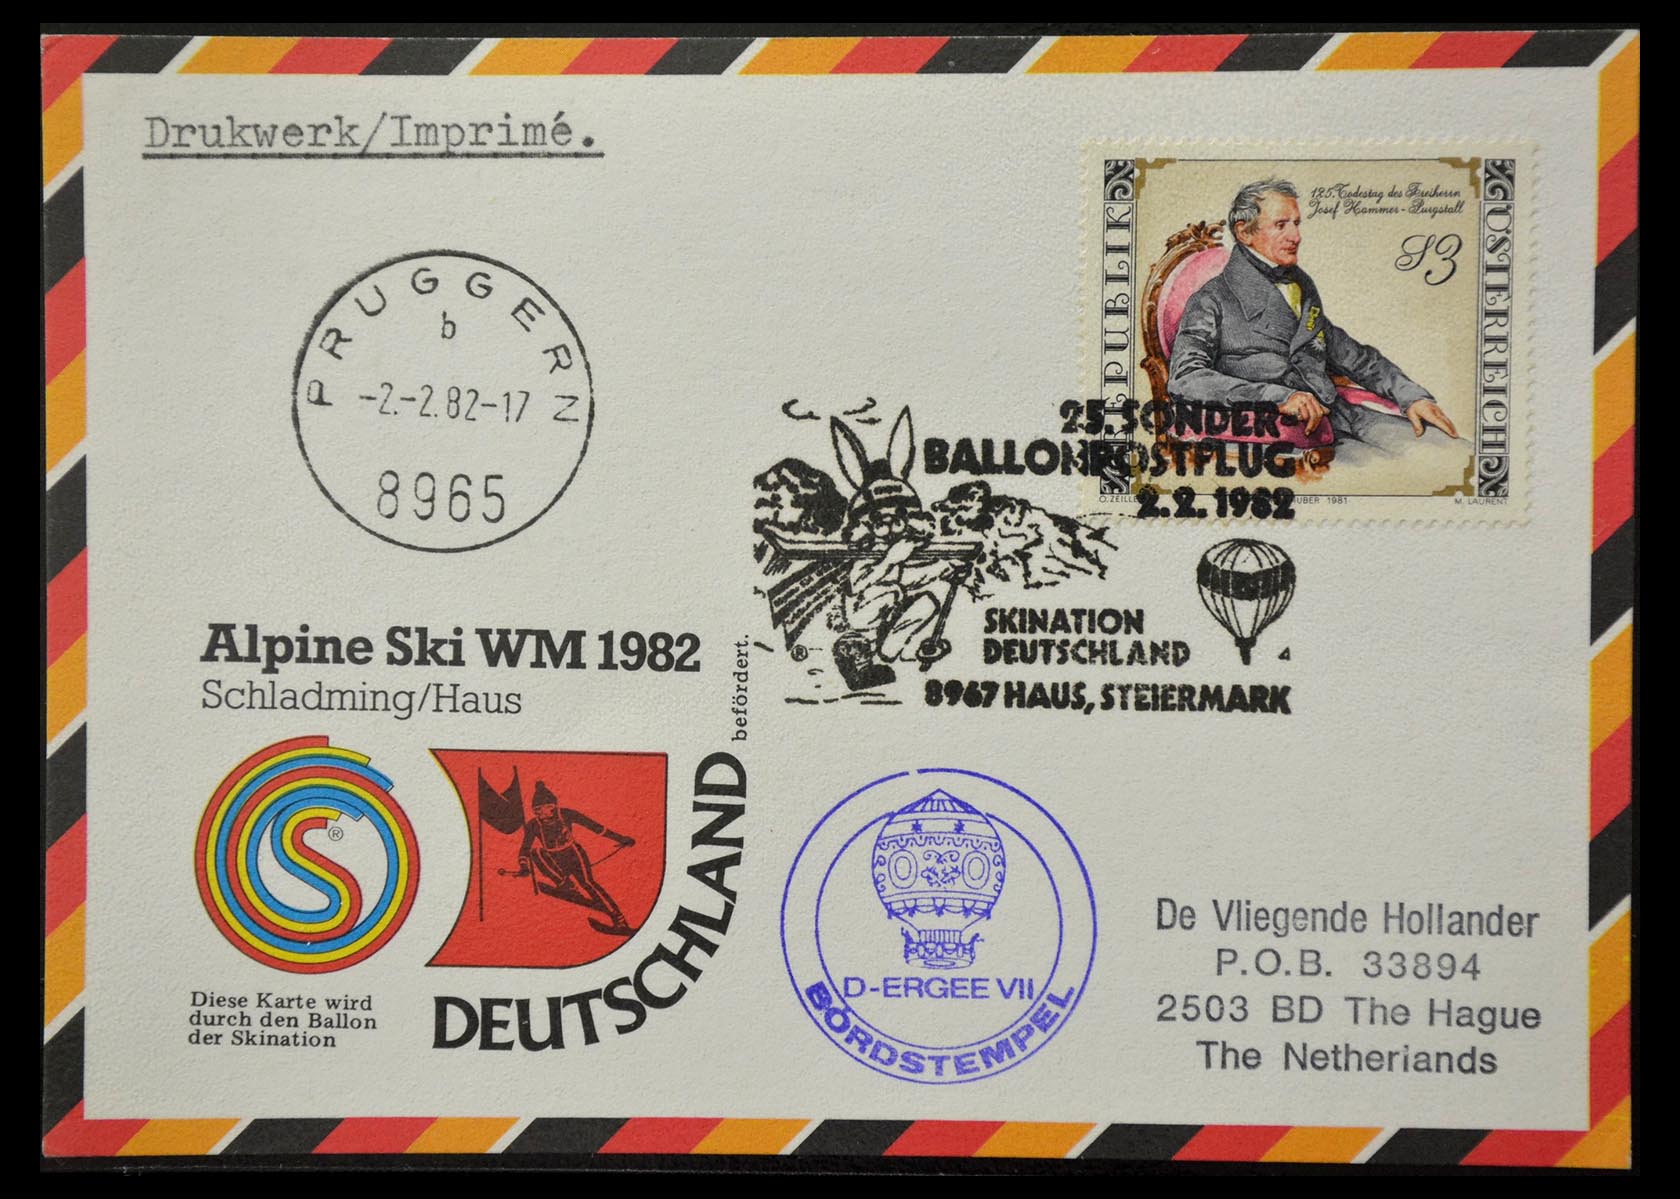 Drukwerk/Imprimé.
125. Todestag des Freiherrn
Josef Hammer-Purgstall
S3
REPUBLIK
ÖSTERREICH
1981
M. LAURENT
PRUGGERN
b
-2.-2.82-17
8965
25. SONDER-
BALLONPOSTFLUG
2.2.1982
SKINATION
DEUTSCHLAND
8967 HAUS, STEIERMARK
®
Alpine Ski WM 1982
Schladming/Haus
®
DEUTSCHLAND
Diese Karte wird
durch den Ballon
der Skination
befördert.
D-ERGEE VII
BORDSTEMPEL
De Vliegende Hollander
P.O.B. 33894
2503 BD The Hague
The Netherlands